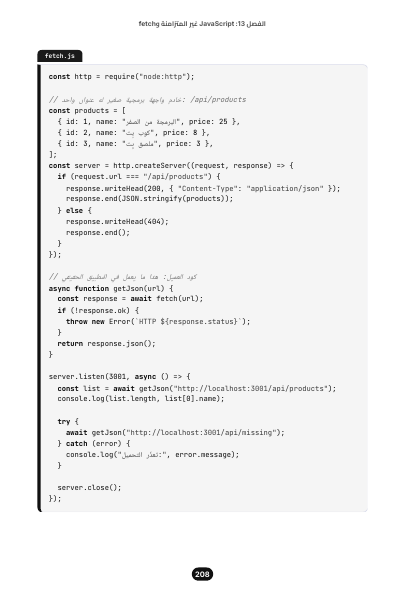 الفصل 13: JavaScript غير المتزامنة وfetch
fetch.js
const http = require("node:http");
// خادم واجهة برمجية صغير له عنوان واحد: /api/products
const products = [
{ id: 1, name: "البرمجة من الصفر", price: 25 },
{ id: 2, name: "كوب بِت", price: 8 },
{ id: 3, name: "ملصق بِت", price: 3 },
];
const server = http.createServer((request, response) => {
if (request.url === "/api/products") {
response.writeHead(200, { "Content-Type": "application/json" });
response.end(JSON.stringify(products));
} else {
response.writeHead(404);
response.end();
}
});
// كود العميل: هذا ما يعمل في التطبيق الحقيقي
async function getJson(url) {
const response = await fetch(url);
if (!response.ok) {
throw new Error(`HTTP ${response.status}`);
}
return response.json();
}
server.listen(3001, async () => {
const list = await getJson("http://localhost:3001/api/products");
console.log(list.length, list[0].name);
try {
await getJson("http://localhost:3001/api/missing");
} catch (error) {
console.log("تعذّر التحميل:", error.message);
}
server.close();
});
208